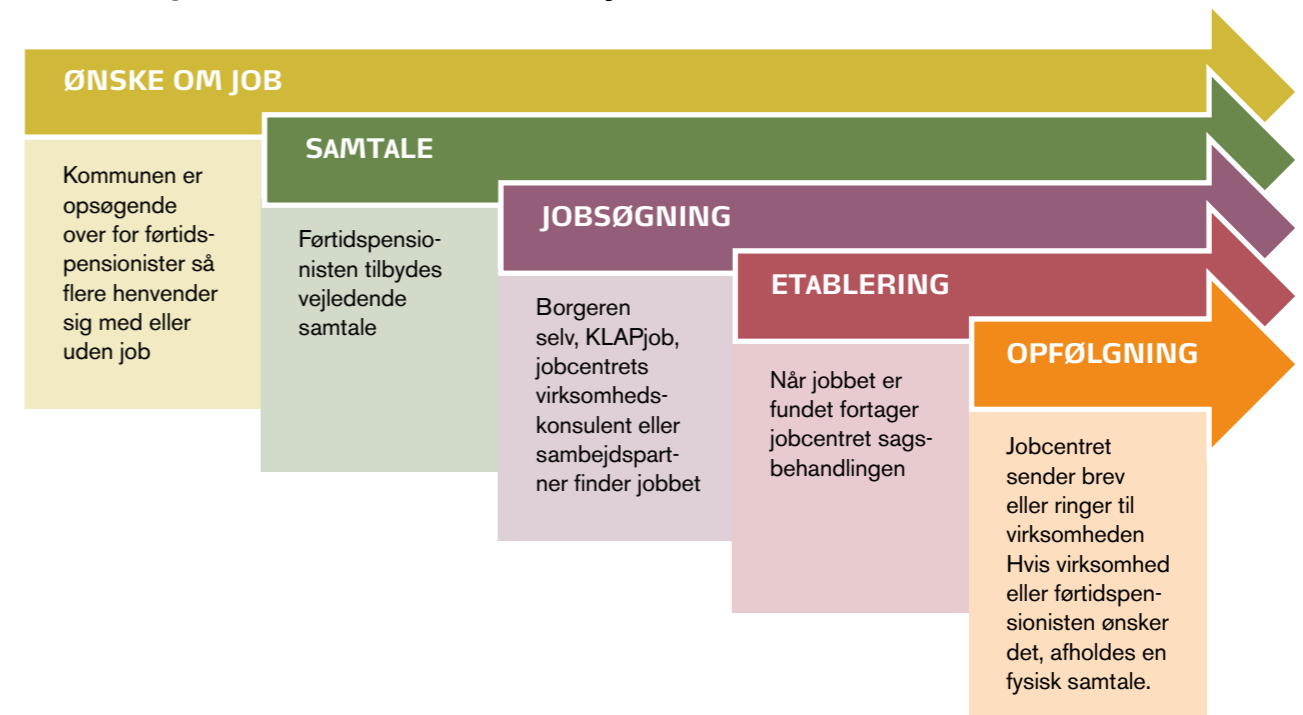 ØNSKE OM JOB
Kommunen er
opsøgende
over for førtids-
pensionister så
flere henvender
sig med eller
uden job
SAMTALE
Førtidspensio-
nisten tilbydes
vejledende
samtale
JOBSØGNING
Borgeren
selv, KLAPjob,
jobcentrets
virksomheds-
konsulent eller
sambejdspart-
ner finder jobbet
ETABLERING
Når jobbet er
fundet fortager
jobcentret sags-
behandlingen
OPFØLGNING
Jobcentret
sender brev
eller ringer til
virksomheden
Hvis virksomhed
eller førtidspen-
sionisten ønsker
det, afholdes en
fysisk samtale.